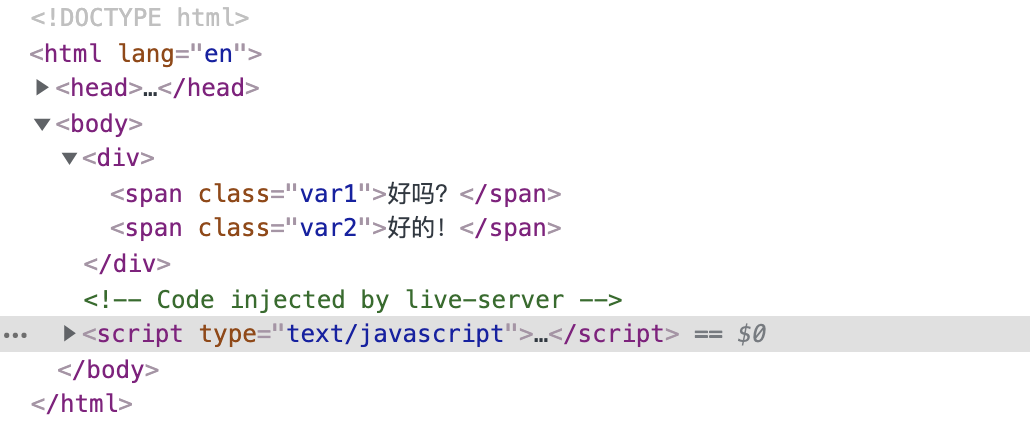 <!DOCTYPE html>
<html lang="en">
<head>…</head>
<body>
<div>
<span class="var1">好吗？</span>
<span class="var2">好的！</span>
</div>
<!-- Code injected by live-server -->
<script type="text/javascript">…</script> == $0
</body>
</html>